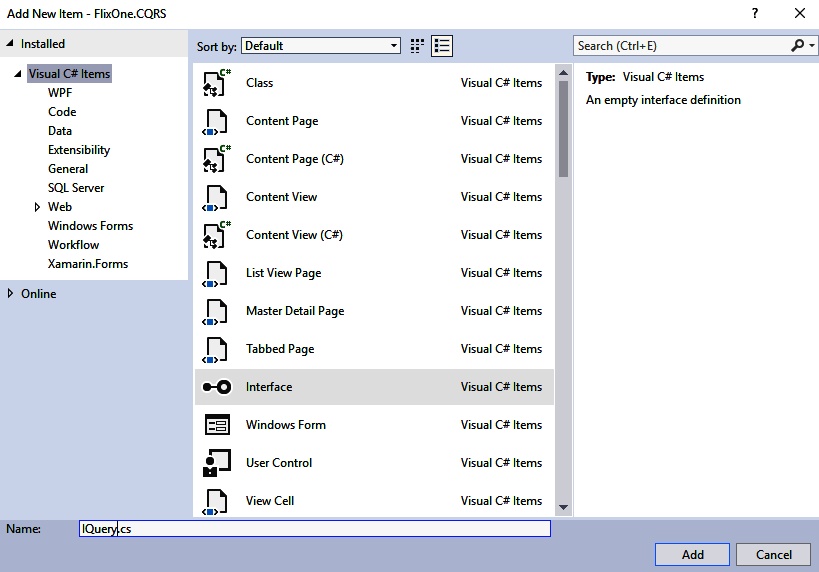 Add New Item - FlixOne.CQRS
? ×
Installed
Sort by: Default
Search (Ctrl+E)
Visual C# Items
WPF
Code
Data
Extensibility
General
SQL Server
Web
Windows Forms
Workflow
Xamarin.Forms
Online
C# Class Visual C# Items
Content Page Visual C# Items
C# Content Page (C#) Visual C# Items
Content View Visual C# Items
C# Content View (C#) Visual C# Items
List View Page Visual C# Items
Master Detail Page Visual C# Items
Tabbed Page Visual C# Items
Interface Visual C# Items
Windows Form Visual C# Items
User Control Visual C# Items
View Cell Visual C# Items
Type: Visual C# Items
An empty interface definition
Name: IQuery.cs
Add Cancel